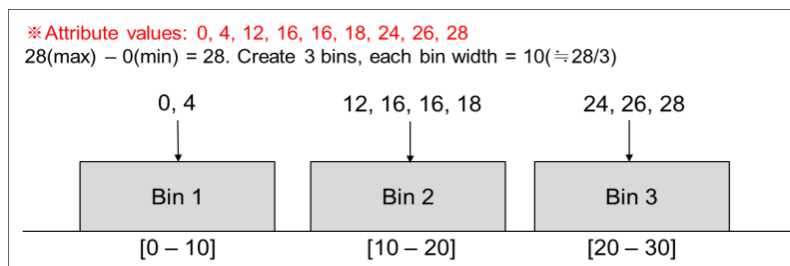 ※Attribute values: 0, 4, 12, 16, 16, 18, 24, 26, 28
28(max) – 0(min) = 28. Create 3 bins, each bin width = 10(≒28/3)
0, 4 12, 16, 16, 18 24, 26, 28
Bin 1 Bin 2 Bin 3
[0 – 10] [10 – 20] [20 – 30]